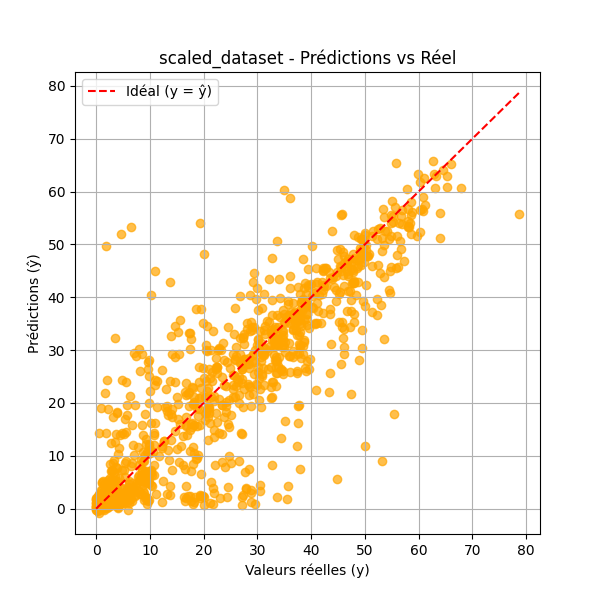 scaled_dataset - Prédictions vs Réel
Idéal (y = ŷ)
80
70
60
50
40
30
20
10
0
Prédictions (ŷ)
0 10 20 30 40 50 60 70 80
Valeurs réelles (y)